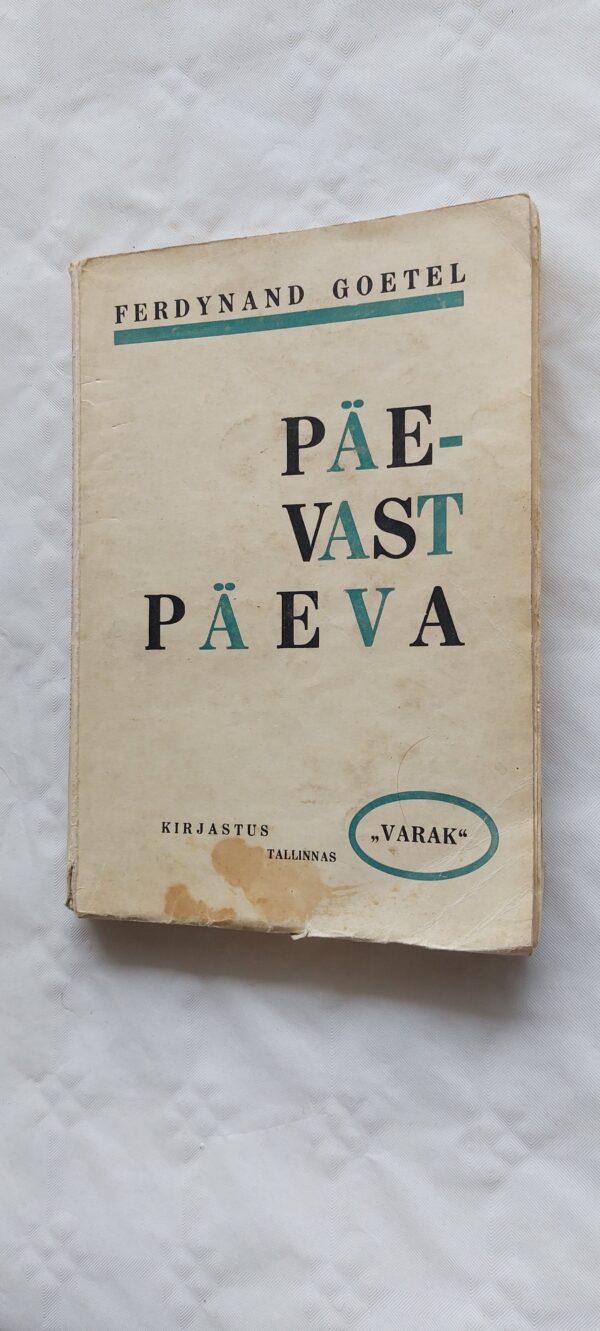 FERDYNAND GOETEL
PÄE-
VAST
PÄEVA
KIRJASTUS
TALLINNAS
„VARAK“